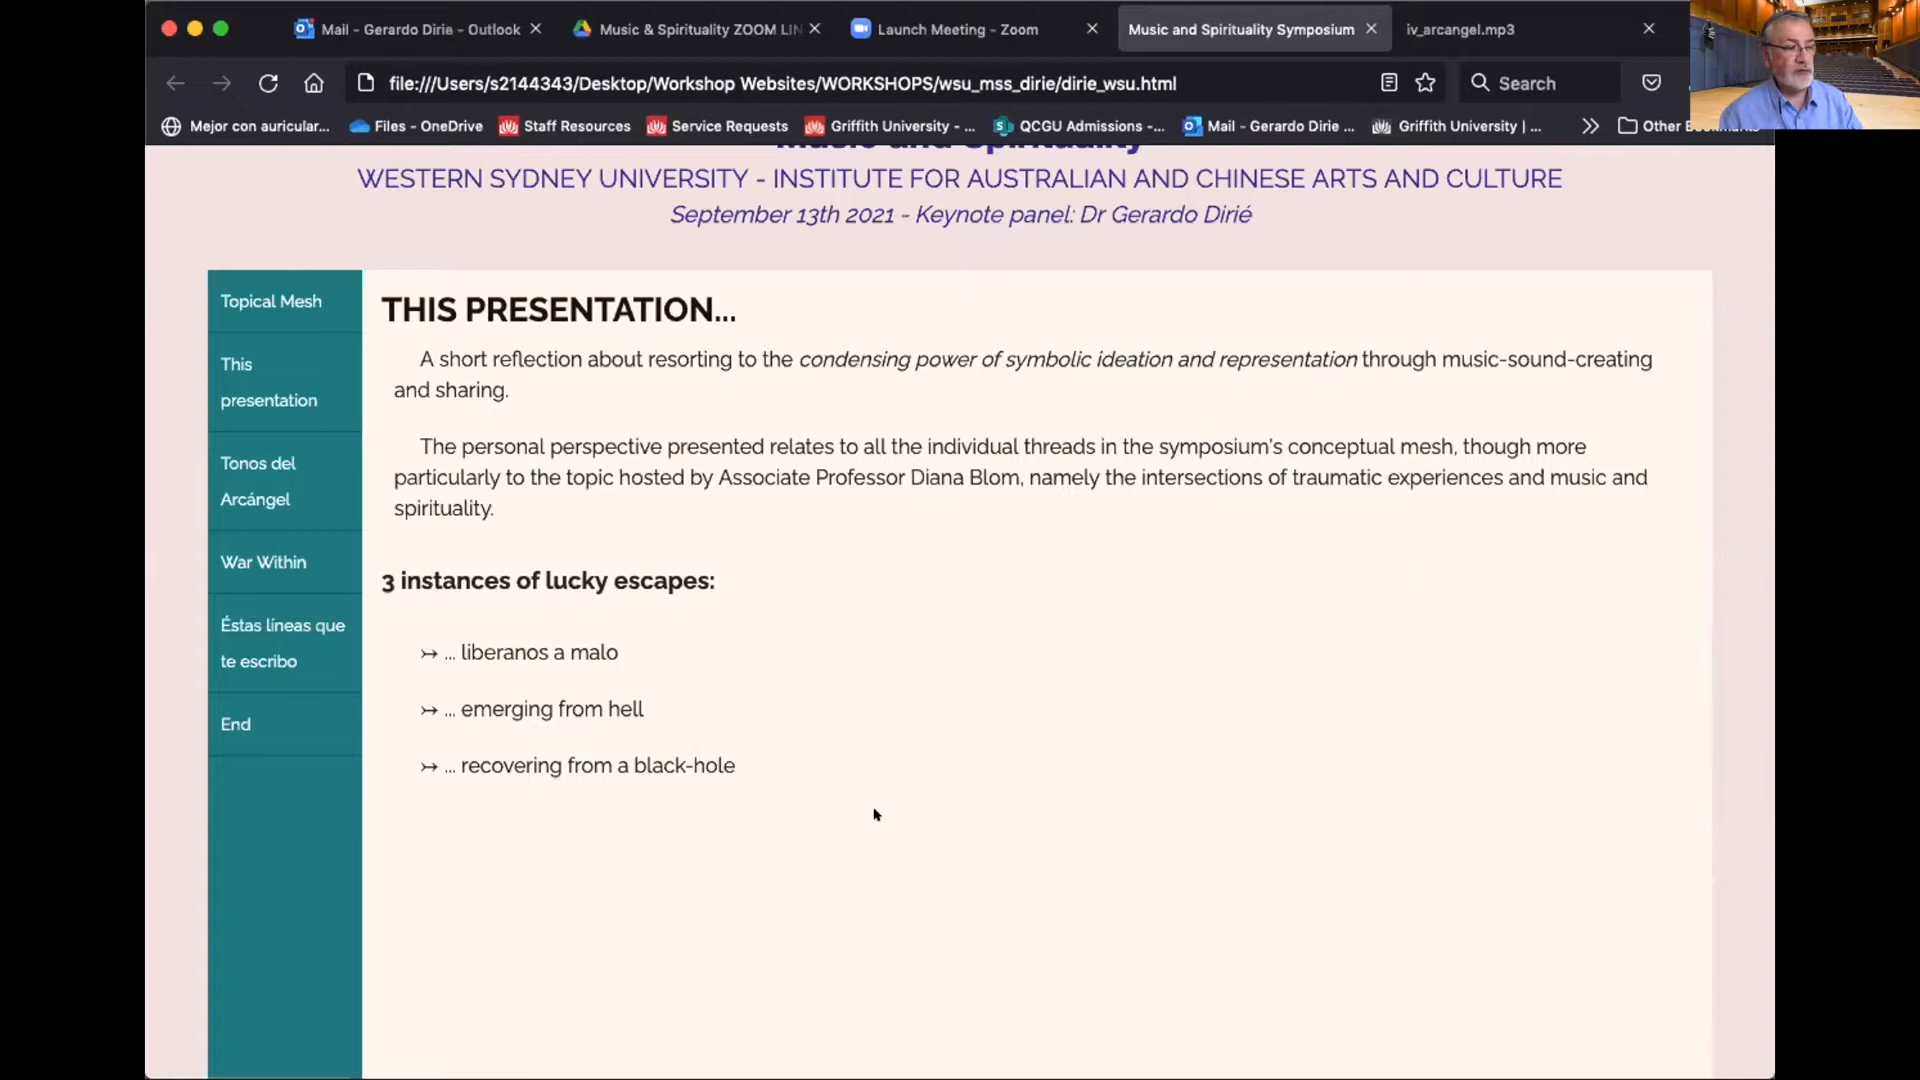 Mail - Gerardo Dirie - Outlook
Music & Spirituality ZOOM LIN
Launch Meeting - Zoom
Music and Spirituality Symposium
iv_arcangel.mp3
file:///Users/s2144343/Desktop/Workshop Websites/WORKSHOPS/wsu_mss_dirie/dirie_wsu.html
Search
Mejor con auricular...
Files - OneDrive
Staff Resources
Service Requests
Griffith University - ...
QCGU Admissions -...
Mail - Gerardo Dirie ...
Griffith University | ...
Other Bookmarks
Music and Spirituality
WESTERN SYDNEY UNIVERSITY - INSTITUTE FOR AUSTRALIAN AND CHINESE ARTS AND CULTURE
September 13th 2021 - Keynote panel: Dr Gerardo Dirié
Topical Mesh
This
presentation
Tonos del
Arcángel
War Within
Éstas líneas que
te escribo
End
THIS PRESENTATION...
A short reflection about resorting to the condensing power of symbolic ideation and representation through music-sound-creating
and sharing.
The personal perspective presented relates to all the individual threads in the symposium's conceptual mesh, though more
particularly to the topic hosted by Associate Professor Diana Blom, namely the intersections of traumatic experiences and music and
spirituality.
3 instances of lucky escapes:
↣ ... liberanos a malo
↣ ... emerging from hell
↣ ... recovering from a black-hole